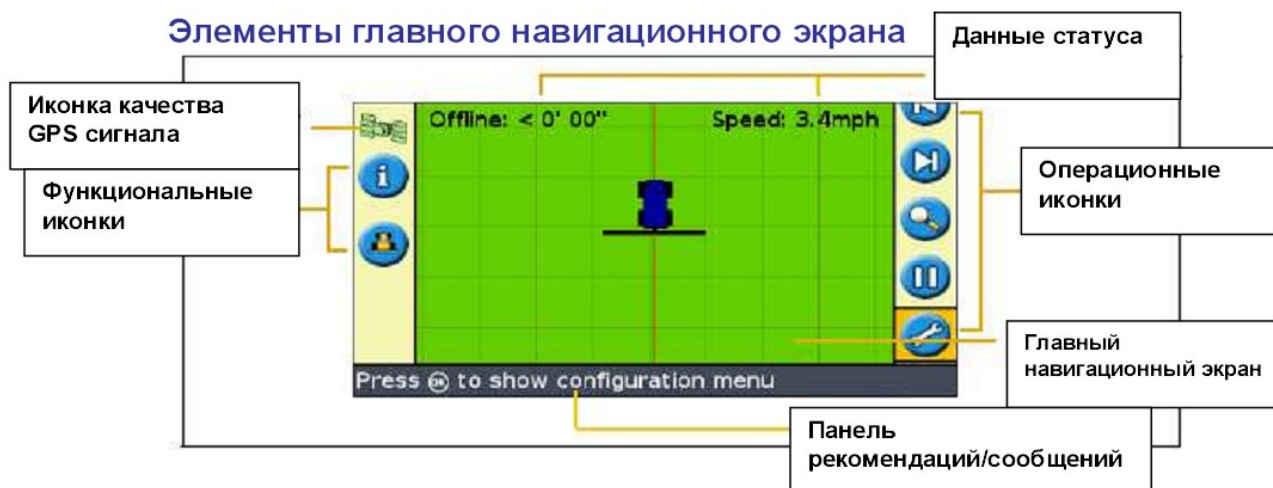 Элементы главного навигационного экрана
Данные статуса
Иконка качества
GPS сигнала
Функциональные
иконки
Offline: < 0' 00"
Speed: 3.4mph
Операционные
иконки
Главный
навигационный экран
Press OK to show configuration menu
Панель
рекомендаций/сообщений